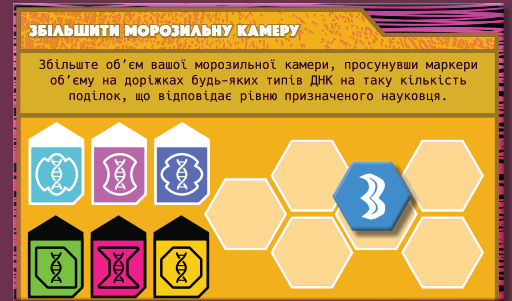 ЗБІЛЬШИТИ МОРОЗИЛЬНУ КАМЕРУ
Збільште об’єм вашої морозильної камери, просунувши маркери
об’єму на доріжках будь-яких типів ДНК на таку кількість
поділок, що відповідає рівню призначеного науковця.
3